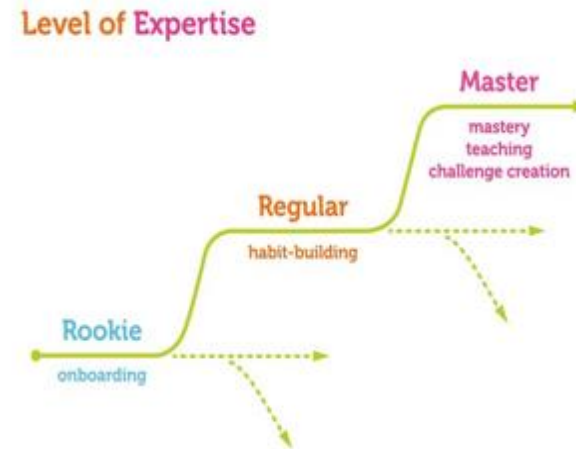 Level of Expertise
Master
mastery
teaching
challenge creation
Regular
habit-building
Rookie
onboarding